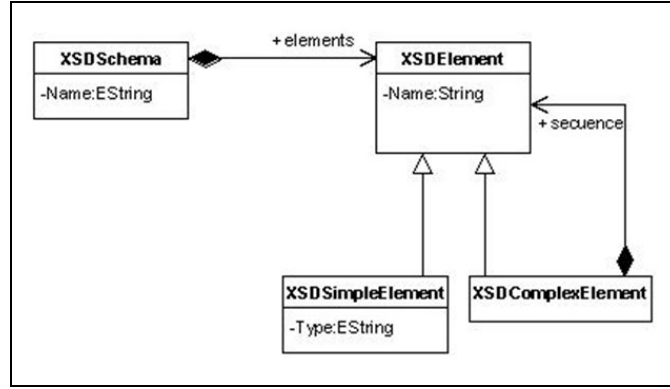 XSDSchema
-Name:EString
+ elements
XSDElement
-Name:String
+ secuence
XSDSimpleElement
-Type:EString
XSDComplexElement